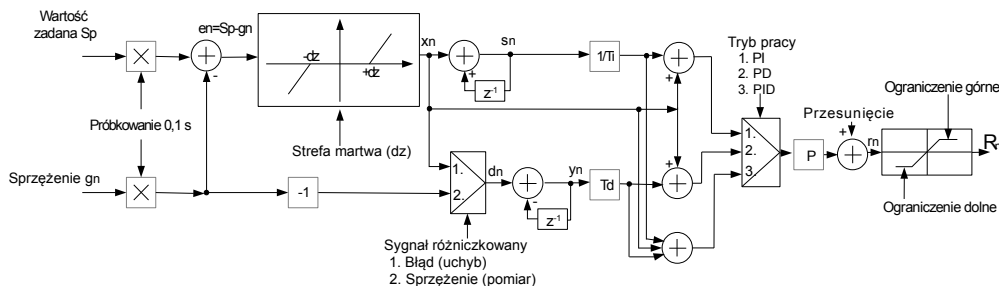 Wartość
zadana Sp
en=Sp-gn
-dz
+dz
xn
sn
1/Ti
z⁻¹
+
-
Tryb pracy
1. PI
2. PD
3. PID
Ograniczenie górne
Przesunięcie
Próbkowanie 0,1 s
Strefa martwa (dz)
1.
2.
3.
P
rn
Sprzężenie gn
-1
1.
2.
dn
yn
Td
z⁻¹
-
+
+
+
Ograniczenie dolne
Sygnał różniczkowany
1. Błąd (uchyb)
2. Sprzężenie (pomiar)